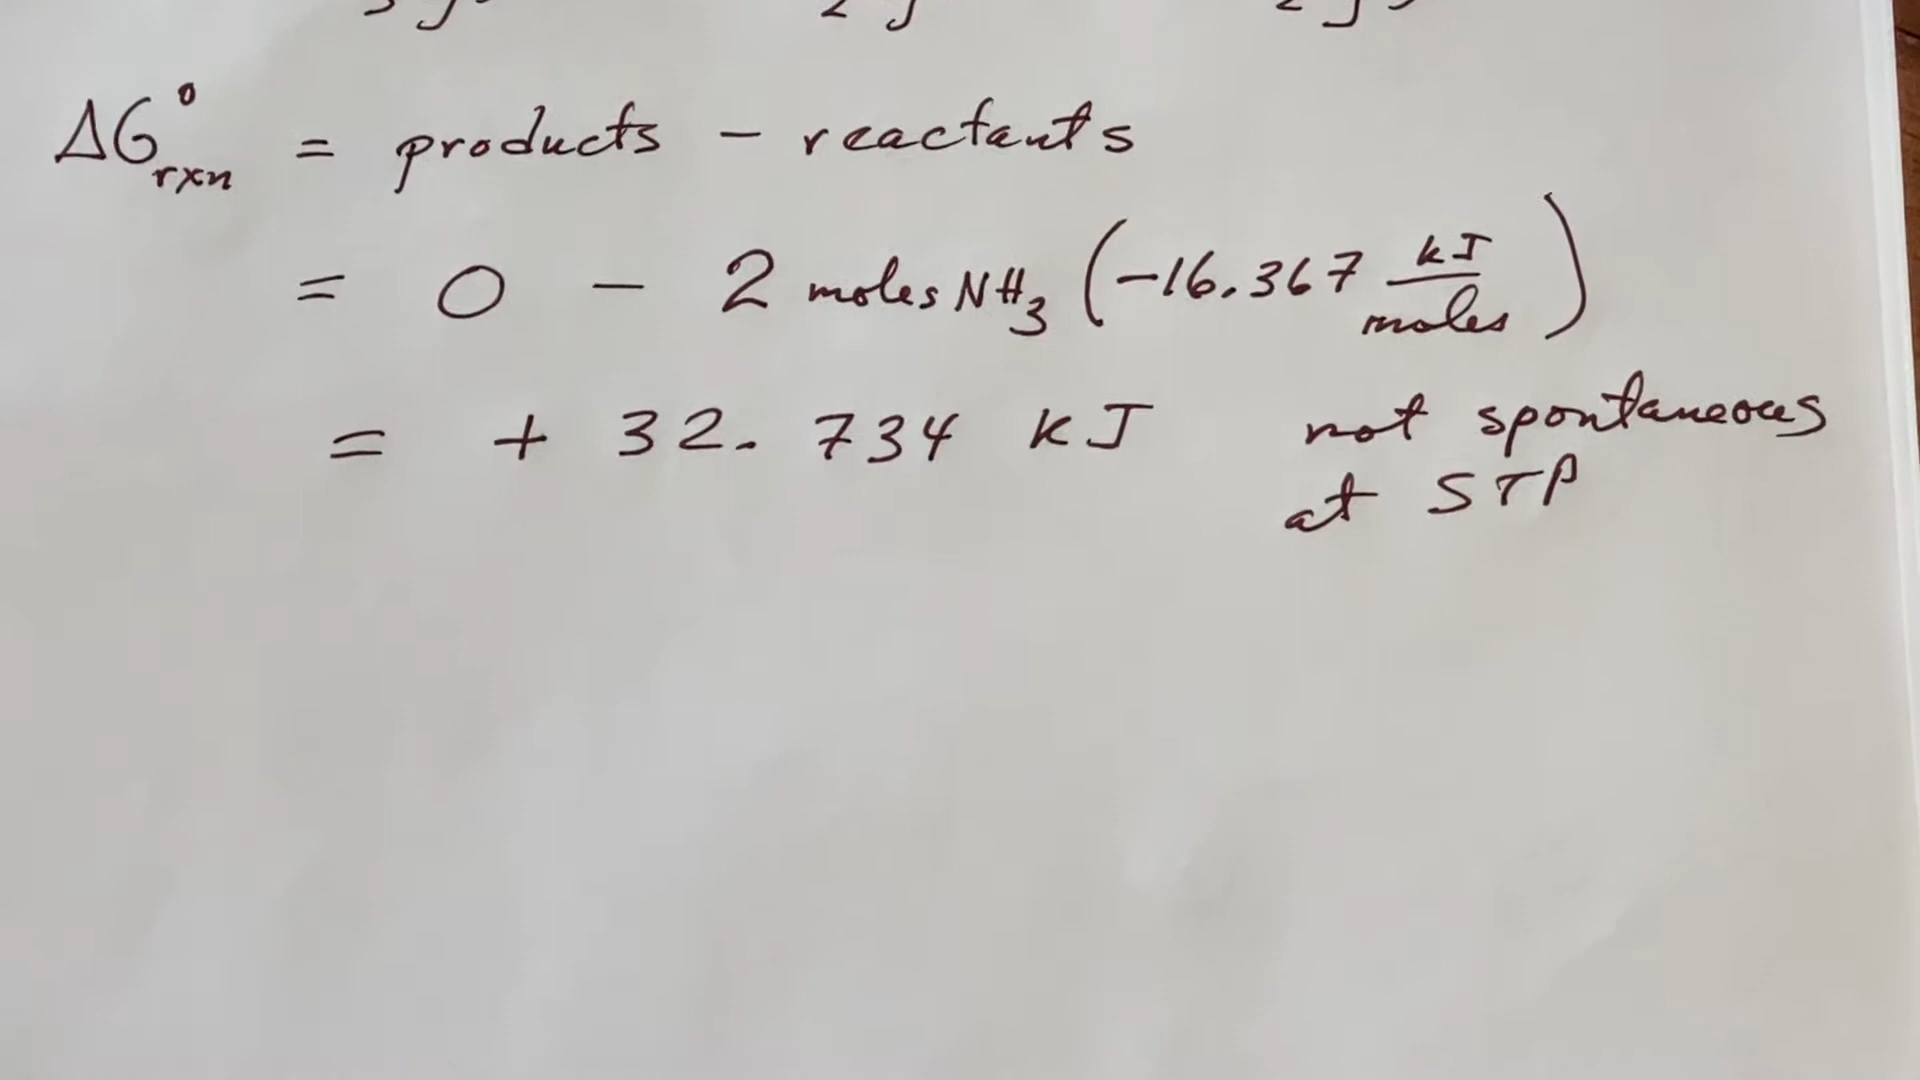 ΔG°rxn = products - reactants
= 0 - 2 moles NH3 (-16.367 kJ/moles)
= + 32.734 kJ not spontaneous
at STP